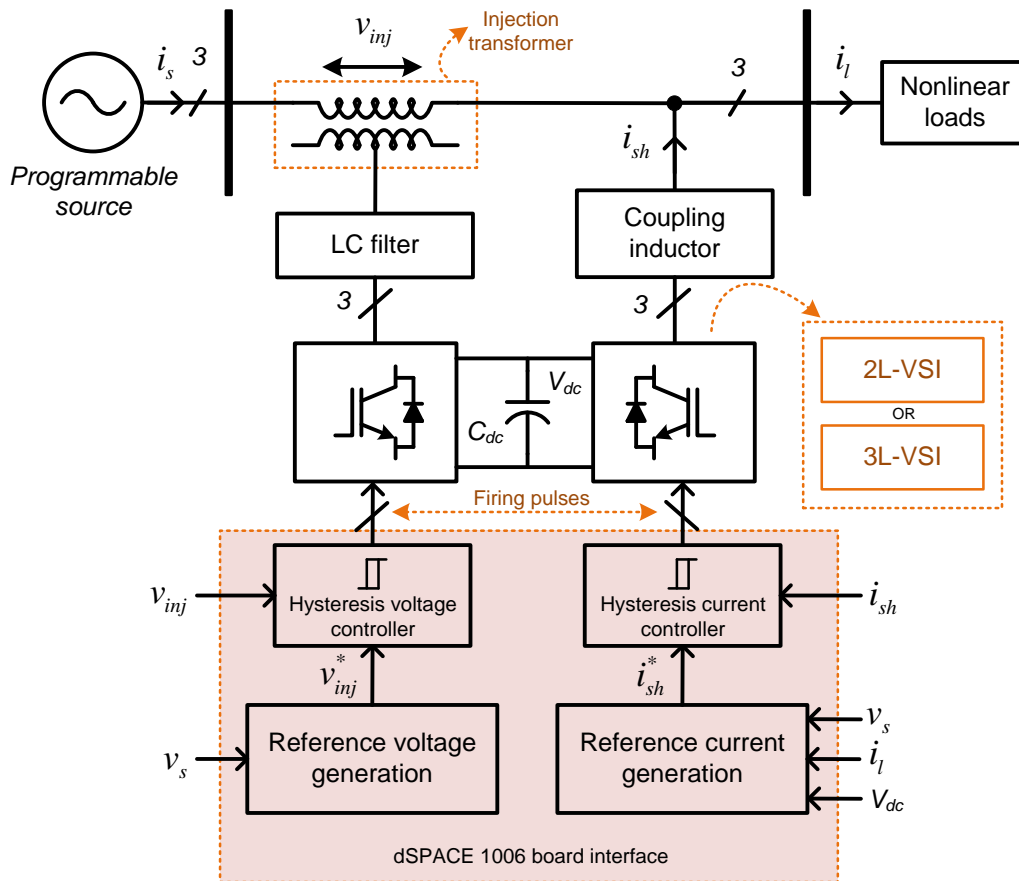 i_s
3
v_inj
Injection
transformer
3
i_l
Nonlinear
loads
Programmable
source
i_sh
LC filter
Coupling
inductor
3
3
V_dc
C_dc
2L-VSI
OR
3L-VSI
Firing pulses
v_inj
Hysteresis voltage
controller
Hysteresis current
controller
i_sh
v*_inj
i*_sh
v_s
Reference voltage
generation
Reference current
generation
v_s
i_l
V_dc
dSPACE 1006 board interface